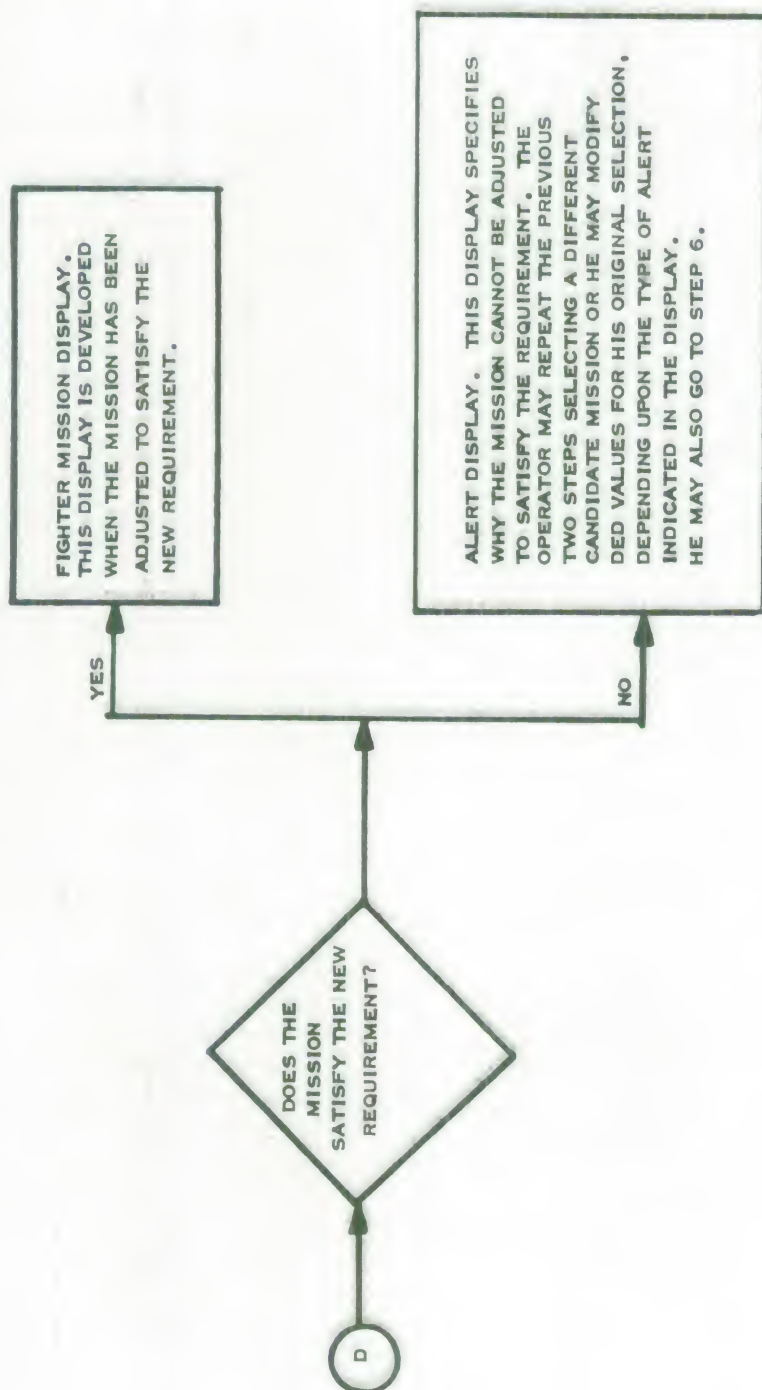 D
DOES THE
MISSION
SATISFY THE NEW
REQUIREMENT?
YES
FIGHTER MISSION DISPLAY.
THIS DISPLAY IS DEVELOPED
WHEN THE MISSION HAS BEEN
ADJUSTED TO SATISFY THE
NEW REQUIREMENT.
NO
ALERT DISPLAY. THIS DISPLAY SPECIFIES
WHY THE MISSION CANNOT BE ADJUSTED
TO SATISFY THE REQUIREMENT. THE
OPERATOR MAY REPEAT THE PREVIOUS
TWO STEPS SELECTING A DIFFERENT
CANDIDATE MISSION OR HE MAY MODIFY
DED VALUES FOR HIS ORIGINAL SELECTION,
DEPENDING UPON THE TYPE OF ALERT
INDICATED IN THE DISPLAY.
HE MAY ALSO GO TO STEP 6.